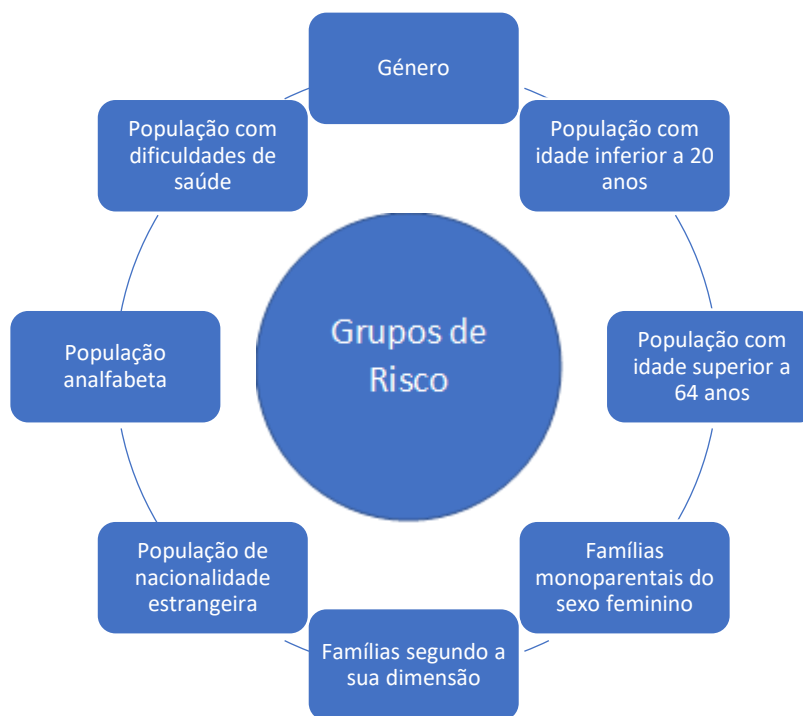 Género
População com
idade inferior a 20
anos
População com
idade superior a
64 anos
Famílias
monoparentais do
sexo feminino
Famílias segundo a
sua dimensão
População de
nacionalidade
estrangeira
População
analfabeta
População com
dificuldades de
saúde
Grupos de
Risco